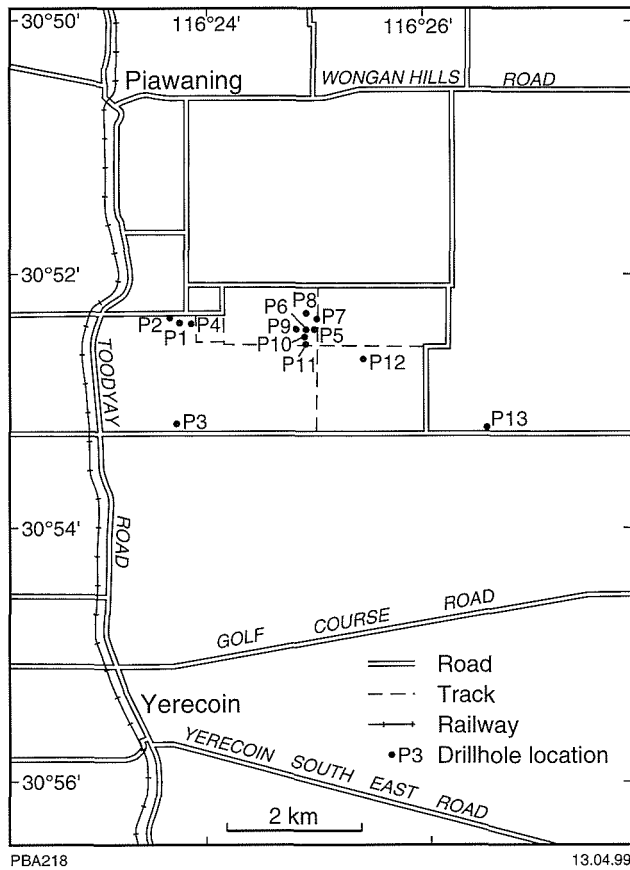 30°50'
116°24'
116°26'
Piawaning
WONGAN HILLS ROAD
30°52'
P8
P6
P7
P2
P4
P9
P5
P1
P10
P11
P12
TOODYAY ROAD
P3
P13
30°54'
GOLF COURSE ROAD
Road
Track
Yerecoin
Railway
P3 Drillhole location
YERECOIN SOUTH EAST ROAD
30°56'
2 km
PBA218
13.04.99